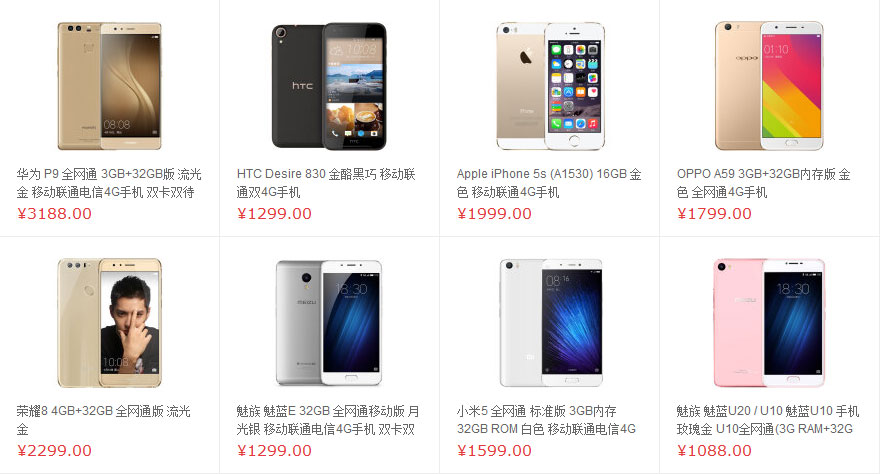 htc
OPPO
华为 P9 全网通 3GB+32GB版 流光
金 移动联通电信4G手机 双卡双待
¥3188.00
HTC Desire 830 金酷黑巧 移动联
通双4G手机
¥1299.00
Apple iPhone 5s (A1530) 16GB 金
色 移动联通4G手机
¥1999.00
OPPO A59 3GB+32GB内存版 金
色 全网通4G手机
¥1799.00
MEIZU
荣耀8 4GB+32GB 全网通版 流光
金
¥2299.00
魅族 魅蓝E 32GB 全网通移动版 月
光银 移动联通电信4G手机 双卡双
¥1299.00
小米5 全网通 标准版 3GB内存
32GB ROM 白色 移动联通电信4G
¥1599.00
魅族 魅蓝U20 / U10 魅蓝U10 手机
玫瑰金 U10全网通(3G RAM+32G
¥1088.00